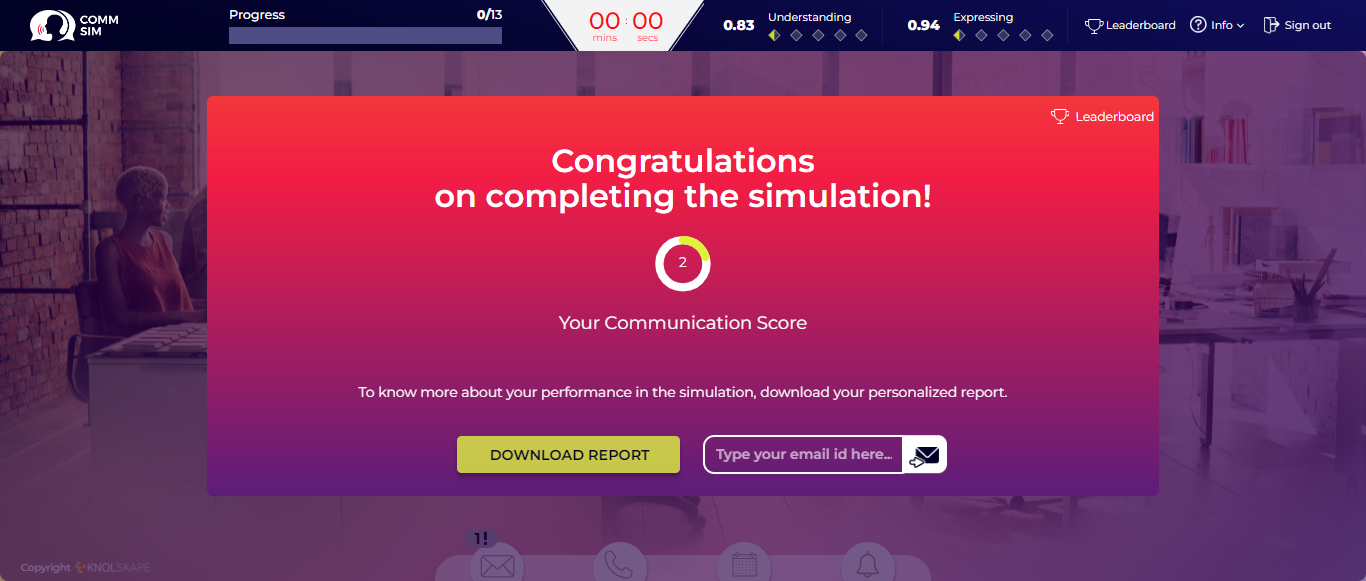 COMM
SIM
Progress
0/13
00 : 00
mins secs
0.83
Understanding
0.94
Expressing
Leaderboard
Info
Sign out
Leaderboard
Congratulations
on completing the simulation!
2
Your Communication Score
To know more about your performance in the simulation, download your personalized report.
DOWNLOAD REPORT
Type your email id here...
1!
Copyright KNOLSKAPE